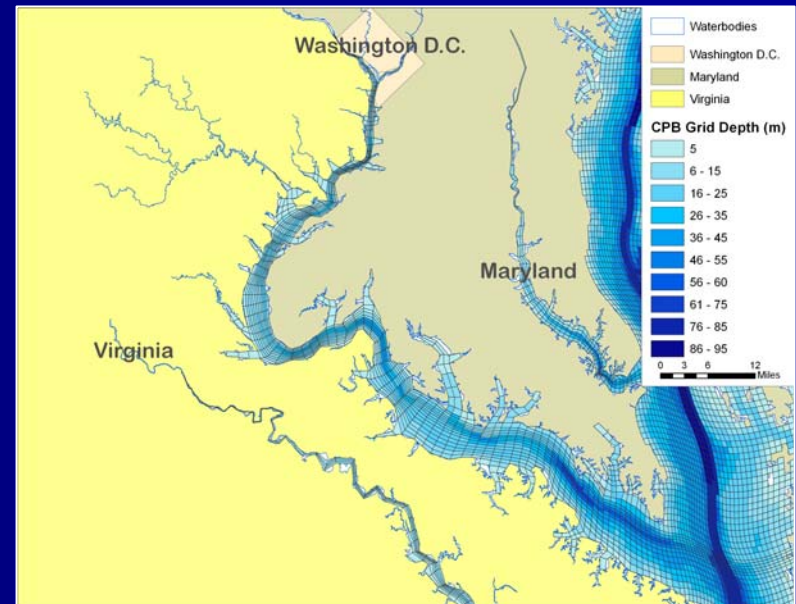 Washington D.C.
Maryland
Virginia
Waterbodies
Washington D.C.
Maryland
Virginia
CPB Grid Depth (m)
5
6 - 15
16 - 25
26 - 35
36 - 45
46 - 55
56 - 60
61 - 75
76 - 85
86 - 95
0 3 6 12
Miles